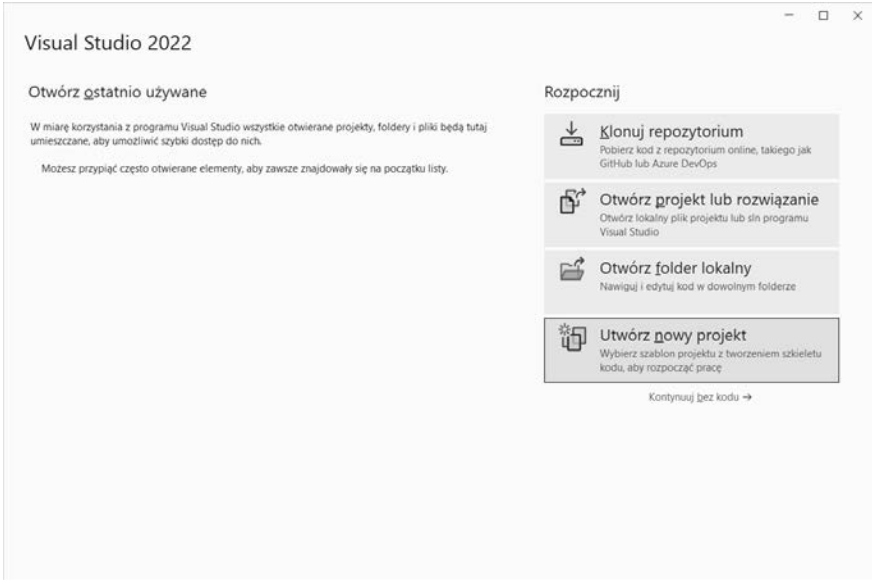 Visual Studio 2022
Otwórz ostatnio używane
W miarę korzystania z programu Visual Studio wszystkie otwierane projekty, foldery i pliki będą tutaj
umieszczane, aby umożliwić szybki dostęp do nich.
Możesz przypiąć często otwierane elementy, aby zawsze znajdowały się na początku listy.
Rozpocznij
Klonuj repozytorium
Pobierz kod z repozytorium online, takiego jak
GitHub lub Azure DevOps
Otwórz projekt lub rozwiązanie
Otwórz lokalny plik projektu lub sln programu
Visual Studio
Otwórz folder lokalny
Nawiguj i edytuj kod w dowolnym folderze
Utwórz nowy projekt
Wybierz szablon projektu z tworzeniem szkieletu
kodu, aby rozpocząć pracę
Kontynuuj bez kodu →